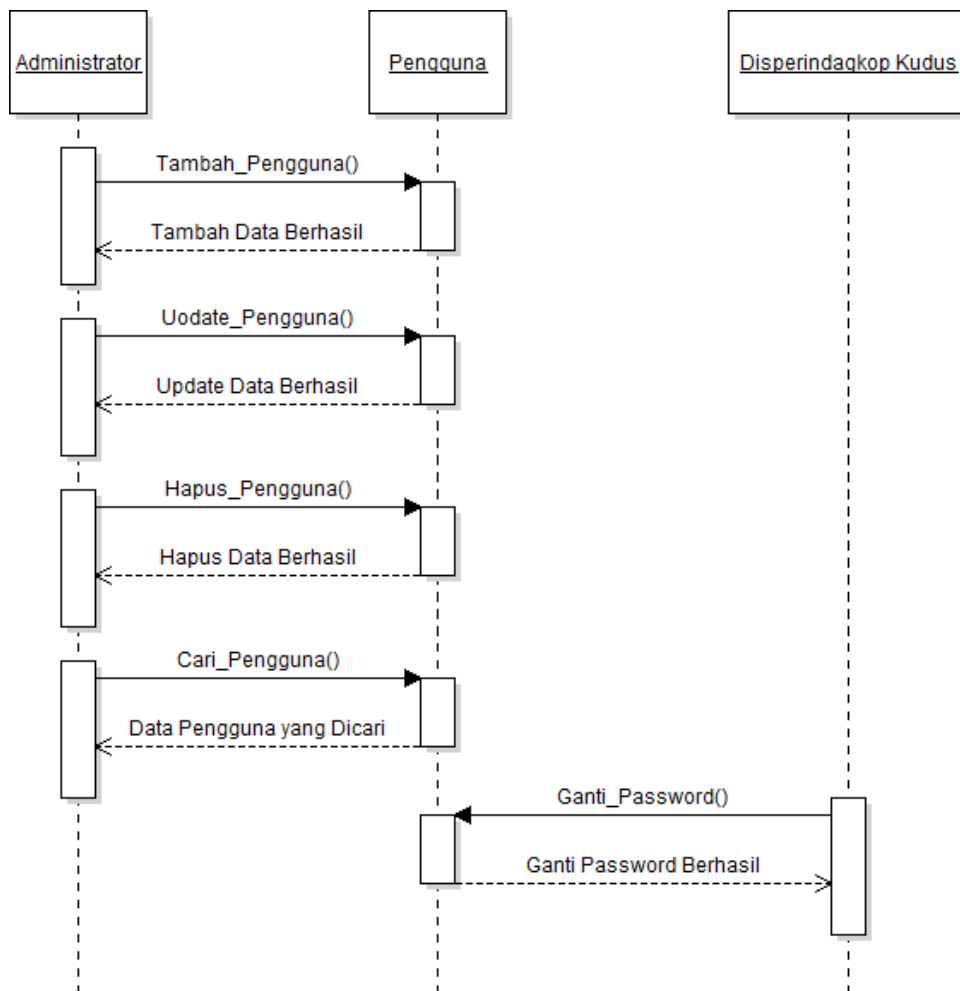 Administrator
Pengguna
Disperindagkop Kudus
Tambah_Pengguna()
Tambah Data Berhasil
Uodate_Pengguna()
Update Data Berhasil
Hapus_Pengguna()
Hapus Data Berhasil
Cari_Pengguna()
Data Pengguna yang Dicari
Ganti_Password()
Ganti Password Berhasil